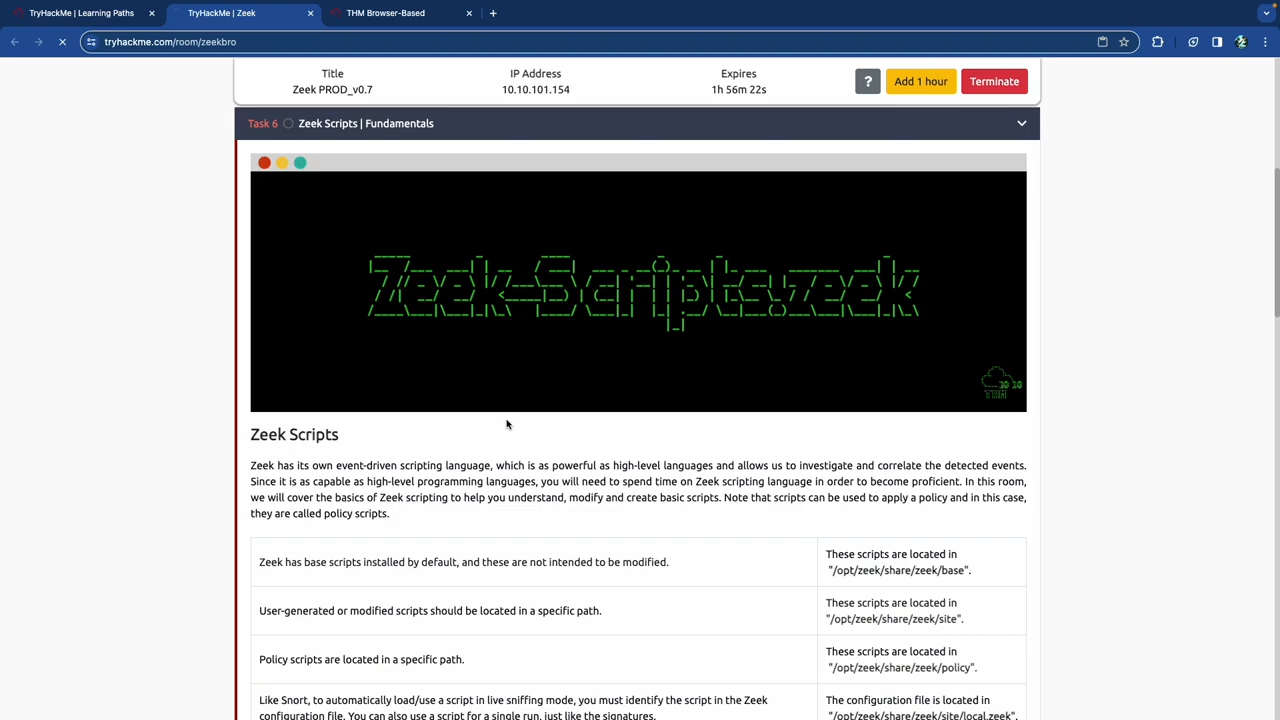 TryHackMe | Learning Paths
TryHackMe | Zeek
THM Browser-Based
tryhackme.com/room/zeekbro
Title
IP Address
Expires
Zeek PROD_v0.7
10.10.101.154
1h 56m 22s
?
Add 1 hour
Terminate
Task 6
Zeek Scripts | Fundamentals
Zeek-Scripts.zeek
THM
Zeek Scripts
Zeek has its own event-driven scripting language, which is as powerful as high-level languages and allows us to investigate and correlate the detected events.
Since it is as capable as high-level programming languages, you will need to spend time on Zeek scripting language in order to become proficient. In this room,
we will cover the basics of Zeek scripting to help you understand, modify and create basic scripts. Note that scripts can be used to apply a policy and in this case,
they are called policy scripts.
Zeek has base scripts installed by default, and these are not intended to be modified.
These scripts are located in
"/opt/zeek/share/zeek/base".
User-generated or modified scripts should be located in a specific path.
These scripts are located in
"/opt/zeek/share/zeek/site".
Policy scripts are located in a specific path.
These scripts are located in
"/opt/zeek/share/zeek/policy".
Like Snort, to automatically load/use a script in live sniffing mode, you must identify the script in the Zeek
configuration file. You can also use a script for a single run, just like the signatures.
The configuration file is located in
"/opt/zeek/share/zeek/site/local.zeek".